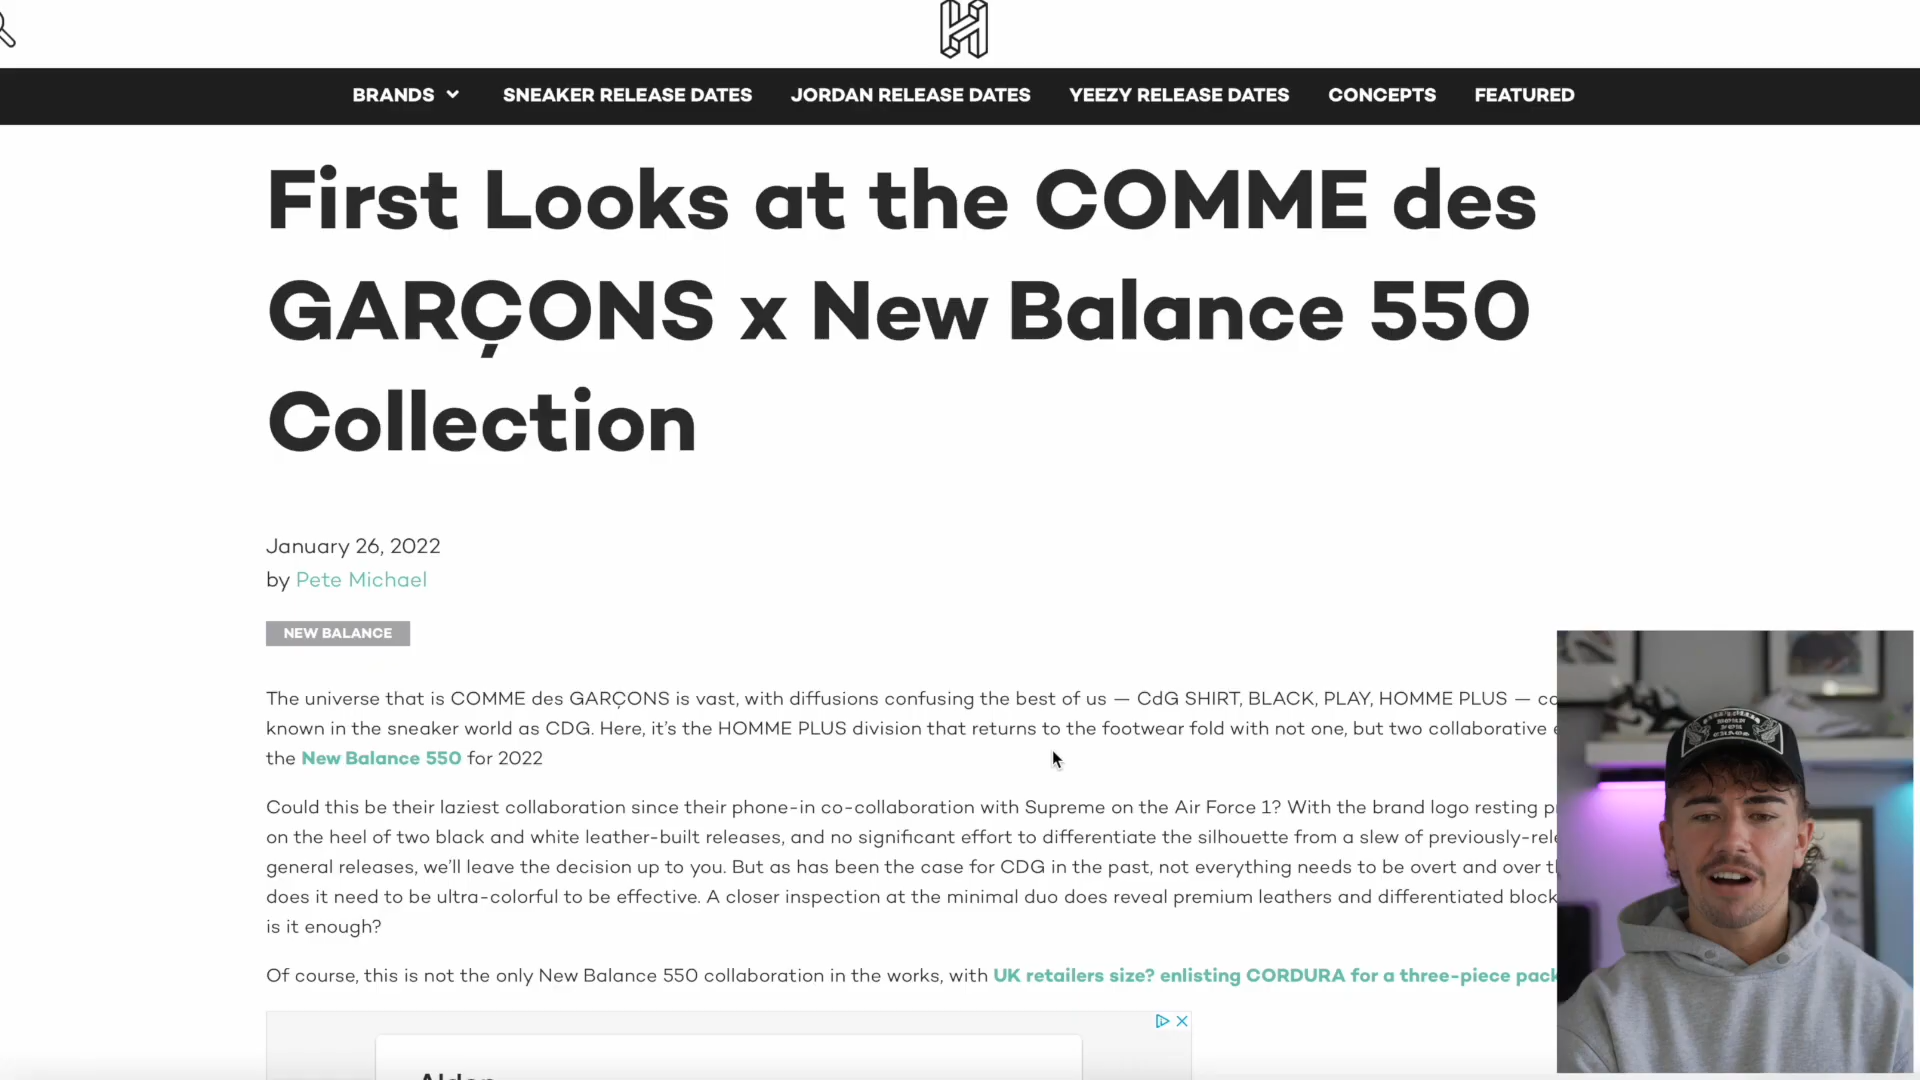 BRANDS SNEAKER RELEASE DATES JORDAN RELEASE DATES YEEZY RELEASE DATES CONCEPTS FEATURED
First Looks at the COMME des
GARÇONS x New Balance 550
Collection
January 26, 2022
by Pete Michael
NEW BALANCE
The universe that is COMME des GARÇONS is vast, with diffusions confusing the best of us — CdG SHIRT, BLACK, PLAY, HOMME PLUS —
known in the sneaker world as CDG. Here, it's the HOMME PLUS division that returns to the footwear fold with not one, but two collaborative
the New Balance 550 for 2022
Could this be their laziest collaboration since their phone-in co-collaboration with Supreme on the Air Force 1? With the brand logo resting
on the heel of two black and white leather-built releases, and no significant effort to differentiate the silhouette from a slew of
general releases, we'll leave the decision up to you. But as has been the case for CDG in the past, not everything needs to be overt and over
does it need to be ultra-colorful to be effective. A closer inspection at the minimal duo does reveal premium leathers and differentiated
is it enough?
Of course, this is not the only New Balance 550 collaboration in the works, with UK retailers size? enlisting CORDURA for a three-piece pack